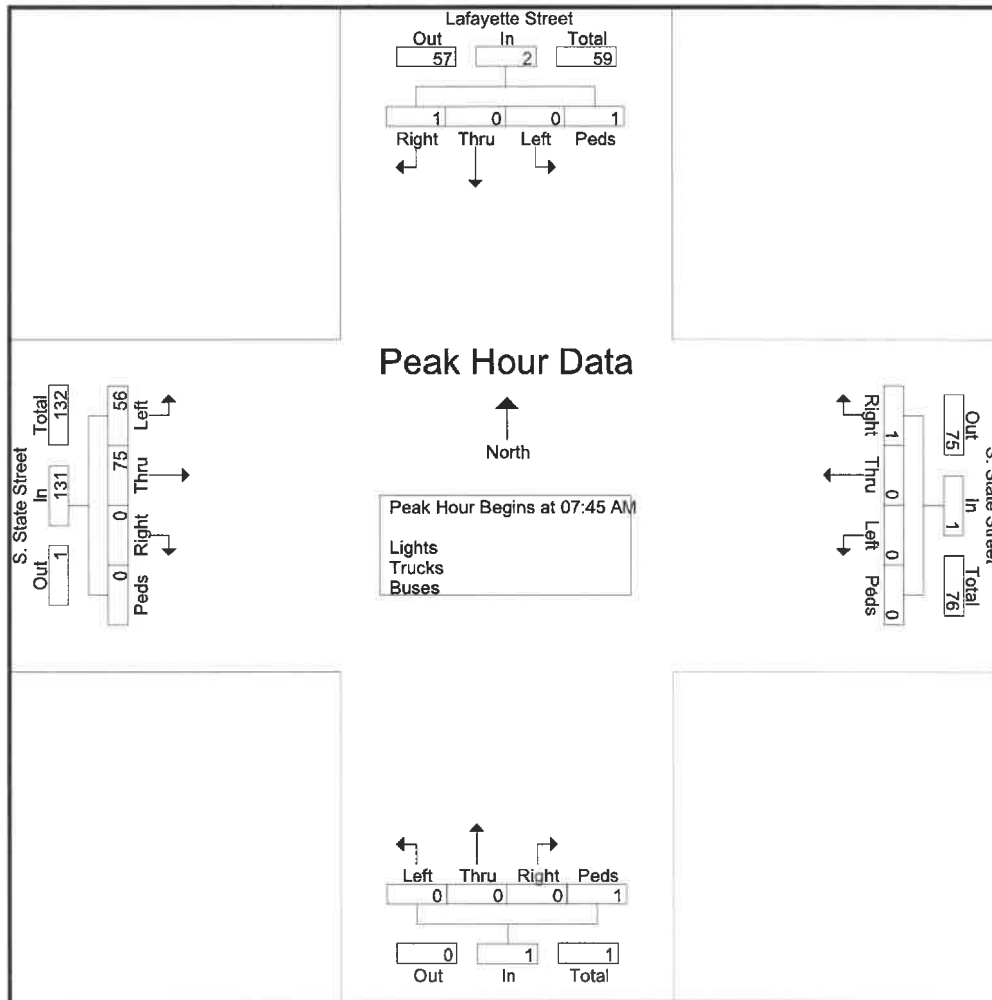 Lafayette Street
Out In Total
57 2 59
1 0 0 1
Right Thru Left Peds
Peak Hour Data
North
Peak Hour Begins at 07:45 AM
Lights
Trucks
Buses
S. State Street
Out In Total
1 131 132
0 0 75 56
Peds Right Thru Left
Right Thru Left Peds
1 0 0 0
Out In Total
75 1 76
S. State Street
Left Thru Right Peds
0 0 0 1
0 1 1
Out In Total